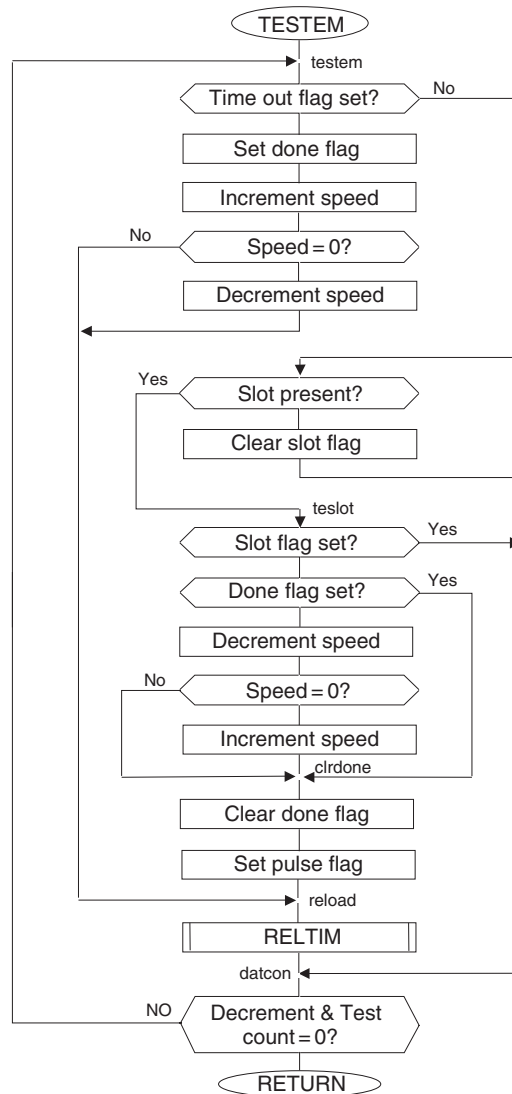 TESTEM
testem
Time out flag set?
No
Set done flag
Increment speed
No
Speed = 0?
Decrement speed
Yes
Slot present?
Clear slot flag
teslot
Slot flag set?
Yes
Done flag set?
Yes
Decrement speed
No
Speed = 0?
Increment speed
clrdone
Clear done flag
Set pulse flag
reload
RELTIM
datcon
NO
Decrement & Test
count = 0?
RETURN